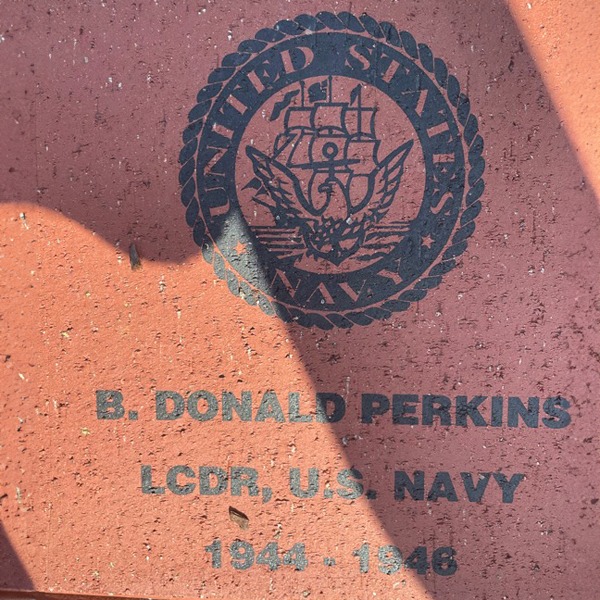 UNITED STATES
NAVY
B. DONALD PERKINS
LCDR, U.S. NAVY
1944 - 1946